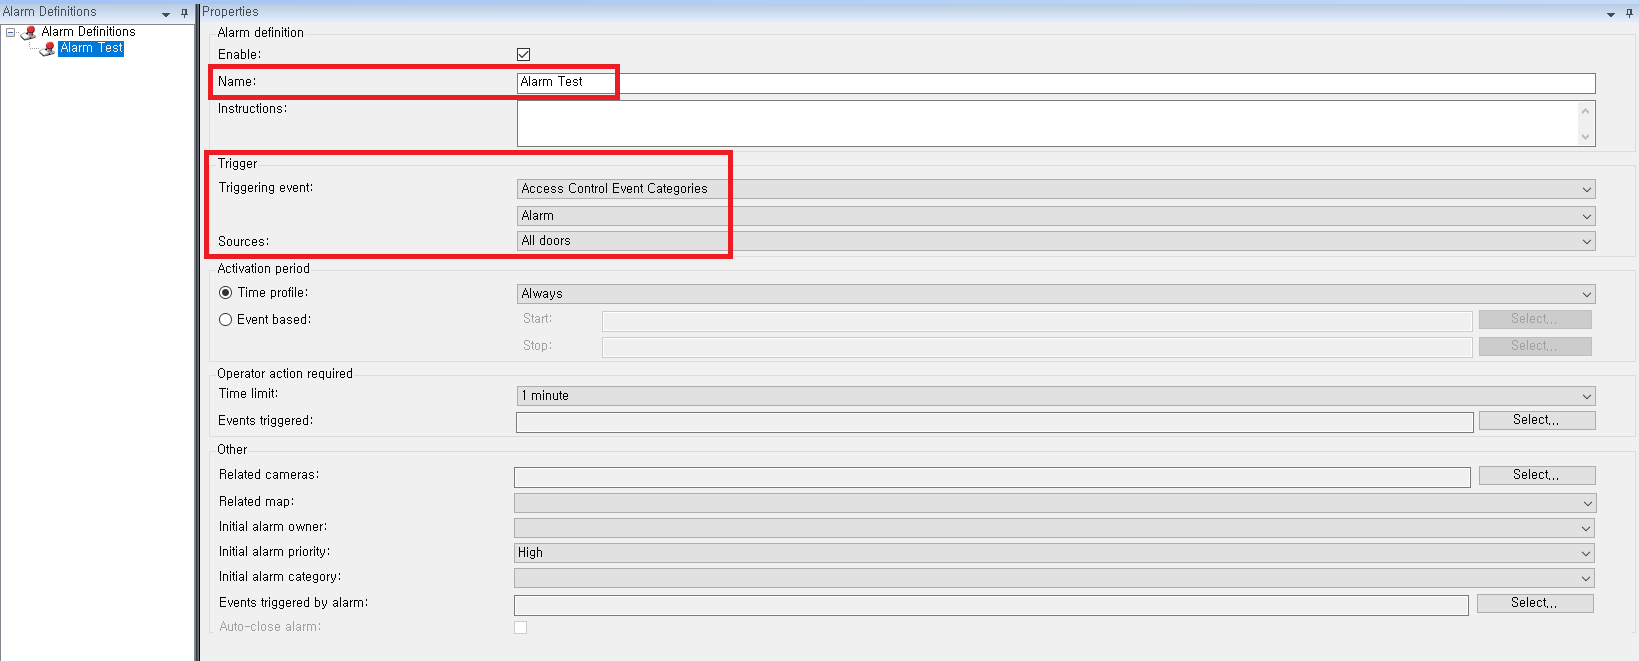 Alarm Definitions
Alarm Definitions
Alarm Test
Properties
Alarm definition
Enable:
Name: Alarm Test
Instructions:
Trigger
Triggering event: Access Control Event Categories
Alarm
Sources: All doors
Activation period
Time profile: Always
Event based: Start: Select...
Stop: Select...
Operator action required
Time limit: 1 minute
Events triggered: Select...
Other
Related cameras: Select...
Related map:
Initial alarm owner:
Initial alarm priority: High
Initial alarm category:
Events triggered by alarm: Select...
Auto-close alarm: